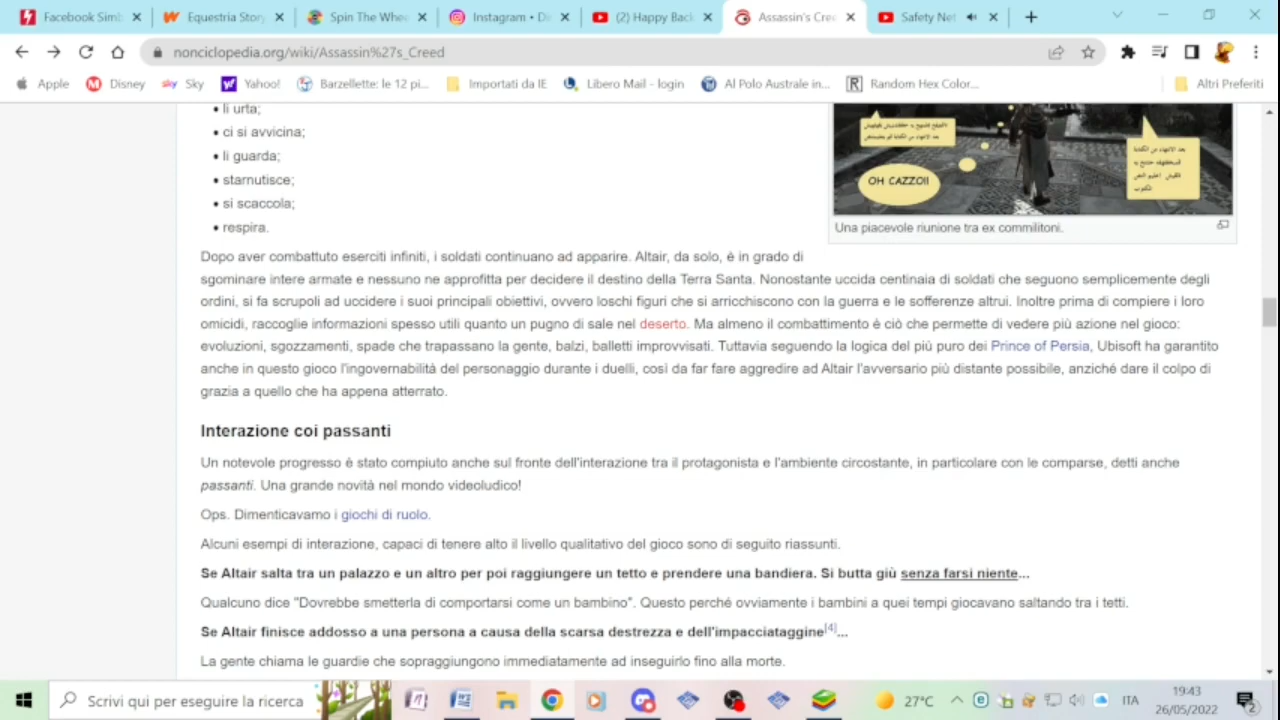 Facebook Simb
Equestria Story
Spin The Whee
Instagram • Di
(2) Happy Back
Assassin's Cree
Safety Net
nonciclopedia.org/wiki/Assassin%27s_Creed
Apple
Disney
Sky
Yahoo!
Barzellette: le 12 pi...
Importati da IE
Libero Mail - login
Al Polo Australe in...
Random Hex Color...
Altri Preferiti
• li urta;
• ci si avvicina;
• li guarda;
• starnutisce;
• si scaccola;
• respira.
OH CAZZO!!
Una piacevole riunione tra ex commilitoni.
Dopo aver combattuto eserciti infiniti, i soldati continuano ad apparire. Altair, da solo, è in grado di
sgominare intere armate e nessuno ne approfitta per decidere il destino della Terra Santa. Nonostante uccida centinaia di soldati che seguono semplicemente degli
ordini, si fa scrupoli ad uccidere i suoi principali obiettivi, ovvero loschi figuri che si arricchiscono con la guerra e le sofferenze altrui. Inoltre prima di compiere i loro
omicidi, raccoglie informazioni spesso utili quanto un pugno di sale nel deserto. Ma almeno il combattimento è ciò che permette di vedere più azione nel gioco:
evoluzioni, sgozzamenti, spade che trapassano la gente, balzi, balletti improvvisati. Tuttavia seguendo la logica del più puro dei Prince of Persia, Ubisoft ha garantito
anche in questo gioco l'ingovernabilità del personaggio durante i duelli, così da far fare aggredire ad Altair l'avversario più distante possibile, anziché dare il colpo di
grazia a quello che ha appena atterrato.
Interazione coi passanti
Un notevole progresso è stato compiuto anche sul fronte dell'interazione tra il protagonista e l'ambiente circostante, in particolare con le comparse, detti anche
passanti. Una grande novità nel mondo videoludico!
Ops. Dimenticavamo i giochi di ruolo.
Alcuni esempi di interazione, capaci di tenere alto il livello qualitativo del gioco sono di seguito riassunti.
Se Altair salta tra un palazzo e un altro per poi raggiungere un tetto e prendere una bandiera. Si butta giù senza farsi niente...
Qualcuno dice "Dovrebbe smetterla di comportarsi come un bambino". Questo perché ovviamente i bambini a quei tempi giocavano saltando tra i tetti.
Se Altair finisce addosso a una persona a causa della scarsa destrezza e dell'impacciataggine[4]...
La gente chiama le guardie che sopraggiungono immediatamente ad inseguirlo fino alla morte.
Scrivi qui per eseguire la ricerca
27°C
ITA
19:43
26/05/2022
2